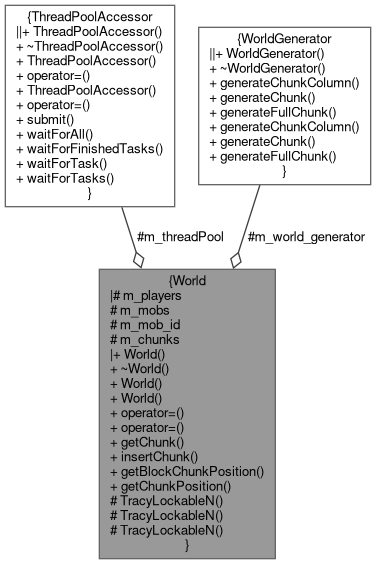 {ThreadPoolAccessor
||+ ThreadPoolAccessor()
+ ~ThreadPoolAccessor()
+ ThreadPoolAccessor()
+ operator=()
+ ThreadPoolAccessor()
+ operator=()
+ submit()
+ waitForAll()
+ waitForFinishedTasks()
+ waitForTask()
+ waitForTasks()
}
{WorldGenerator
||+ WorldGenerator()
+ ~WorldGenerator()
+ generateChunkColumn()
+ generateChunk()
+ generateFullChunk()
+ generateChunkColumn()
+ generateChunk()
+ generateFullChunk()
}
#m_threadPool
#m_world_generator
{World
|# m_players
# m_mobs
# m_mob_id
# m_chunks
|+ World()
+ ~World()
+ World()
+ World()
+ operator=()
+ operator=()
+ getChunk()
+ insertChunk()
+ getBlockChunkPosition()
+ getChunkPosition()
# TracyLockableN()
# TracyLockableN()
# TracyLockableN()
}